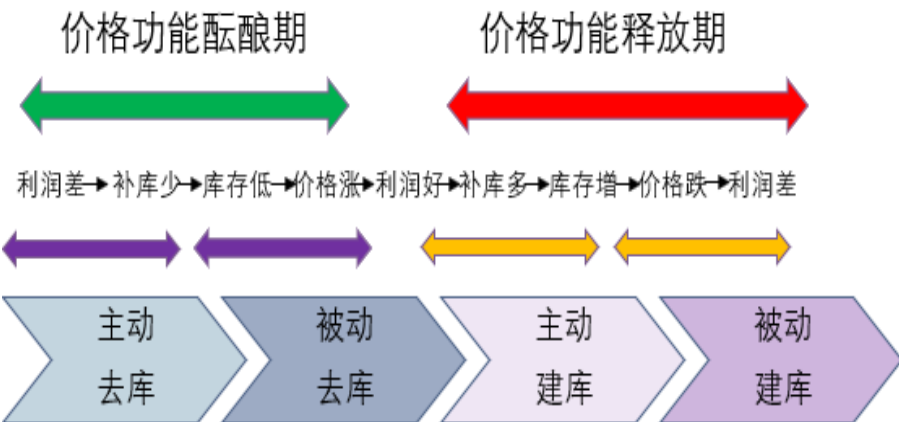 价格功能酝酿期 价格功能释放期
利润差→补库少→库存低→价格涨→利润好→补库多→库存增→价格跌→利润差
主动 被动 主动 被动
去库 去库 建库 建库